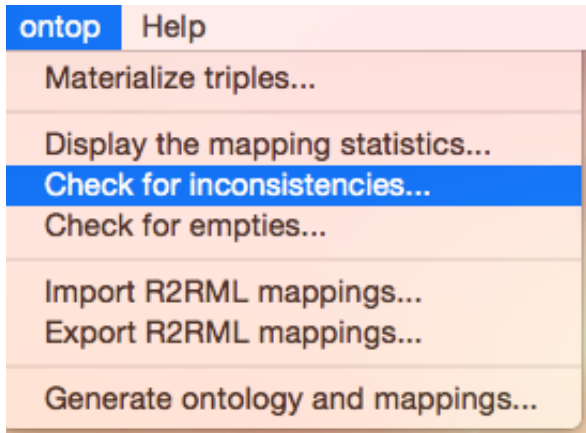 ontop Help
Materialize triples...
Display the mapping statistics...
Check for inconsistencies...
Check for empties...
Import R2RML mappings...
Export R2RML mappings...
Generate ontology and mappings...